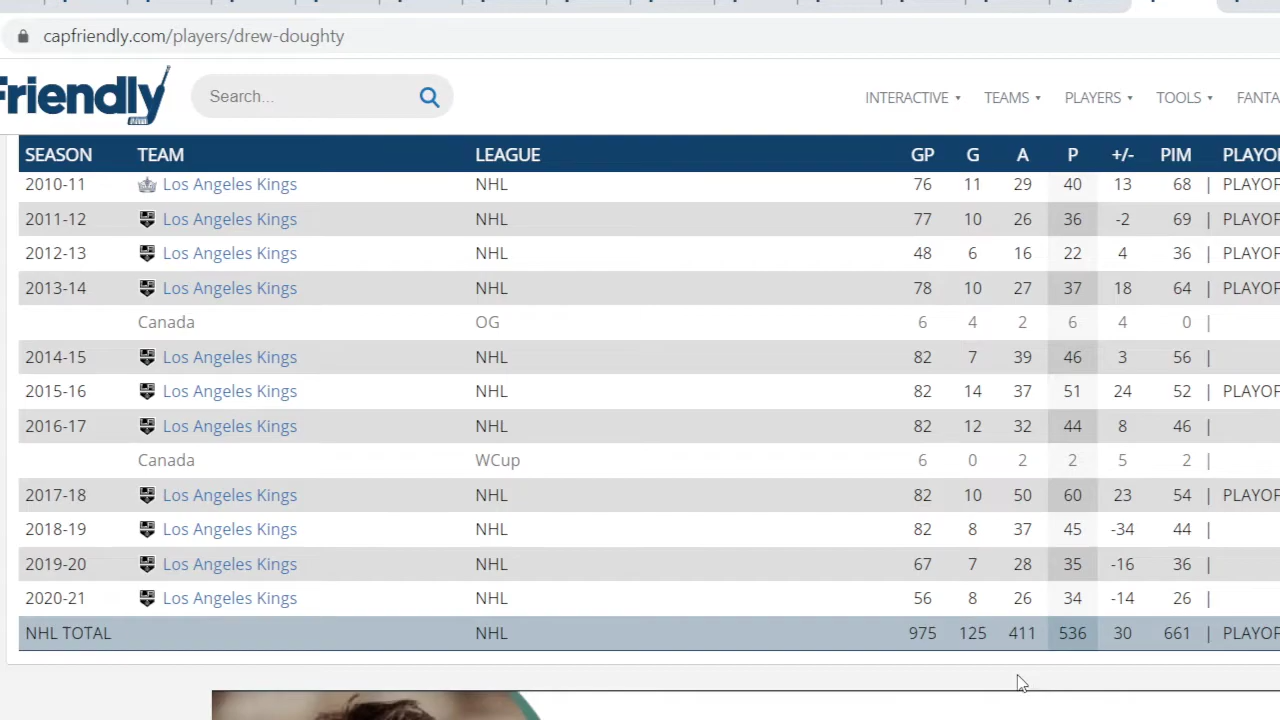 capfriendly.com/players/drew-doughty
Friendly Search... INTERACTIVE TEAMS PLAYERS TOOLS
SEASON TEAM LEAGUE GP G A P +/- PIM
2010-11 Los Angeles Kings NHL 76 11 29 40 13 68 |
2011-12 Los Angeles Kings NHL 77 10 26 36 -2 69 |
2012-13 Los Angeles Kings NHL 48 6 16 22 4 36 |
2013-14 Los Angeles Kings NHL 78 10 27 37 18 64 |
Canada OG 6 4 2 6 4 0 |
2014-15 Los Angeles Kings NHL 82 7 39 46 3 56 |
2015-16 Los Angeles Kings NHL 82 14 37 51 24 52 |
2016-17 Los Angeles Kings NHL 82 12 32 44 8 46 |
Canada WCup 6 0 2 2 5 2 |
2017-18 Los Angeles Kings NHL 82 10 50 60 23 54 |
2018-19 Los Angeles Kings NHL 82 8 37 45 -34 44 |
2019-20 Los Angeles Kings NHL 67 7 28 35 -16 36 |
2020-21 Los Angeles Kings NHL 56 8 26 34 -14 26 |
NHL TOTAL NHL 975 125 411 536 30 661 |